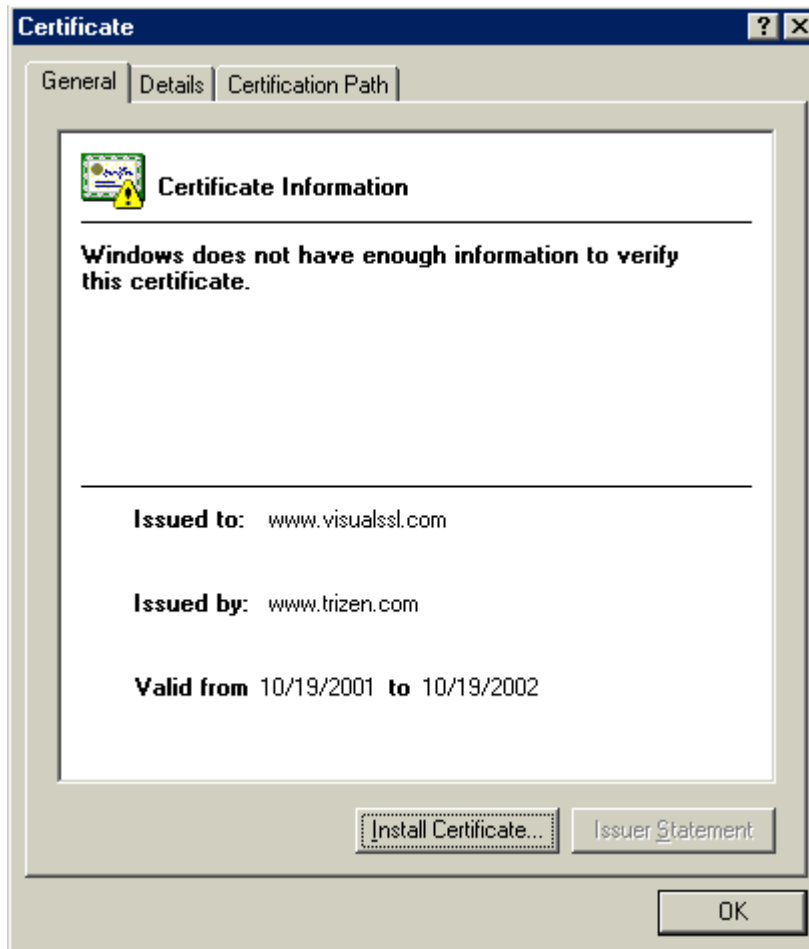 Certificate
General Details Certification Path
Certificate Information
Windows does not have enough information to verify
this certificate.
Issued to: www.visualssl.com
Issued by: www.trizen.com
Valid from 10/19/2001 to 10/19/2002
Install Certificate... Issuer Statement
OK